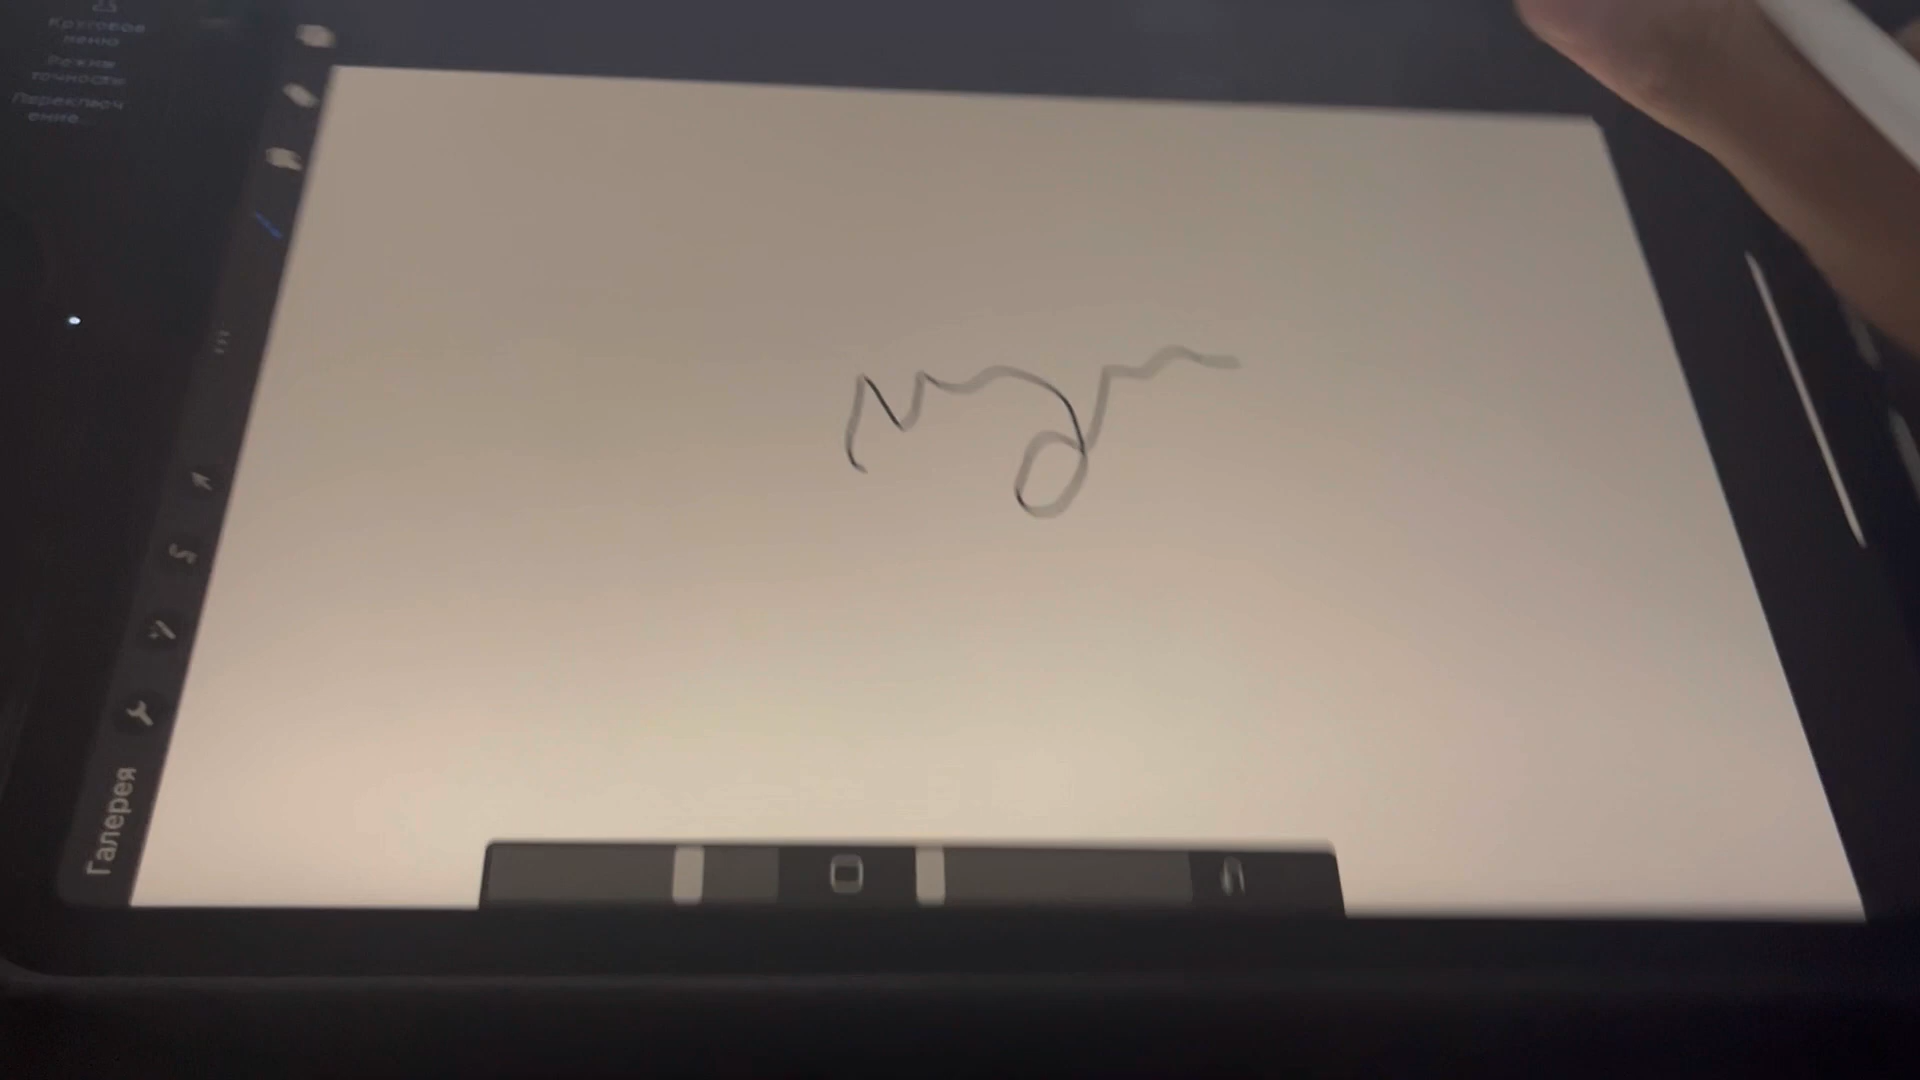 Круговое
меню
Режим
точности
Переключ
ение...
Галерея